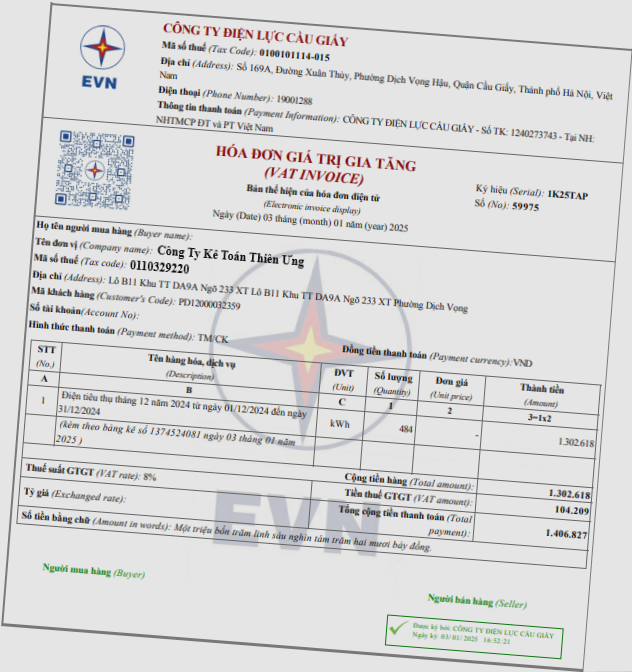 CÔNG TY ĐIỆN LỰC CẦU GIẤY
Mã số thuế (Tax Code): 0100101114-015
Địa chỉ (Address): Số 169A, Đường Xuân Thủy, Phường Dịch Vọng Hậu, Quận Cầu Giấy, Thành phố Hà Nội, Việt
Nam
Điện thoại (Phone Number): 19001288
Thông tin thanh toán (Payment Information): CÔNG TY ĐIỆN LỰC CẦU GIẤY - Số TK: 1240273743 - Tại NH:
NHTMCP ĐT và PT Việt Nam
EVN
HÓA ĐƠN GIÁ TRỊ GIA TĂNG
(VAT INVOICE)
Bản thể hiện của hóa đơn điện tử
(Electronic invoice display)
Ngày (Date) 03 tháng (month) 01 năm (year) 2025
Ký hiệu (Serial): 1K25TAP
Số (No): 59975
Họ tên người mua hàng (Buyer name):
Tên đơn vị (Company name): Công Ty Kế Toán Thiên Ưng
Mã số thuế (Tax code): 0110329220
Địa chỉ (Address): Lô B11 Khu TT DA9A Ngõ 233 XT Lô B11 Khu TT DA9A Ngõ 233 XT Phường Dịch Vọng
Mã khách hàng (Customer's Code): PD12000032359
Số tài khoản(Account No):
Hình thức thanh toán (Payment method): TM/CK
Đồng tiền thanh toán (Payment currency):VND
STT (No.) Tên hàng hóa, dịch vụ (Description) ĐVT (Unit) Số lượng (Quantity) Đơn giá (Unit price) Thành tiền (Amount)
A B C 1 2 3=1x2
1 Điện tiêu thụ tháng 12 năm 2024 từ ngày 01/12/2024 đến ngày
31/12/2024 kWh 484 - 1.302.618
(kèm theo bảng kê số 1374524081 ngày 03 tháng 01 năm
2025 )
Cộng tiền hàng (Total amount): 1.302.618
Thuế suất GTGT (VAT rate): 8% Tiền thuế GTGT (VAT amount): 104.209
Tỷ giá (Exchanged rate): Tổng cộng tiền thanh toán (Total
payment): 1.406.827
Số tiền bằng chữ (Amount in words): Một triệu bốn trăm linh sáu nghìn tám trăm hai mươi bảy đồng.
EVN
Người mua hàng (Buyer)
Người bán hàng (Seller)
Được ký bởi: CÔNG TY ĐIỆN LỰC CẦU GIẤY
Ngày ký: 03/ 01/ 2025 16:52:21